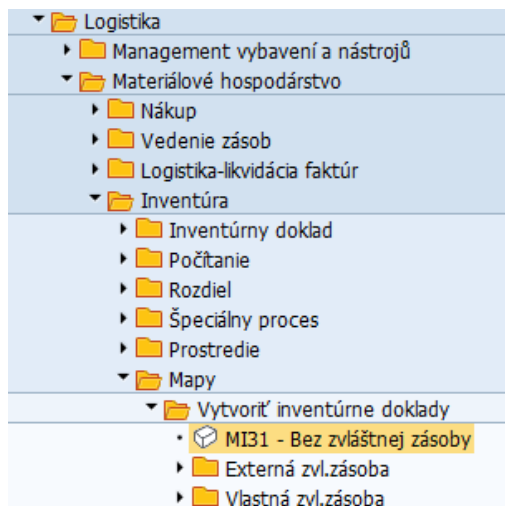 Logistika
Management vybavení a nástrojů
Materiálové hospodárstvo
Nákup
Vedenie zásob
Logistika-likvidácia faktúr
Inventúra
Inventúrny doklad
Počítanie
Rozdiel
Špeciálny proces
Prostredie
Mapy
Vytvoriť inventúrne doklady
MI31 - Bez zvláštnej zásoby
Externá zvl.zásoba
Vlastná zvl.zásoba